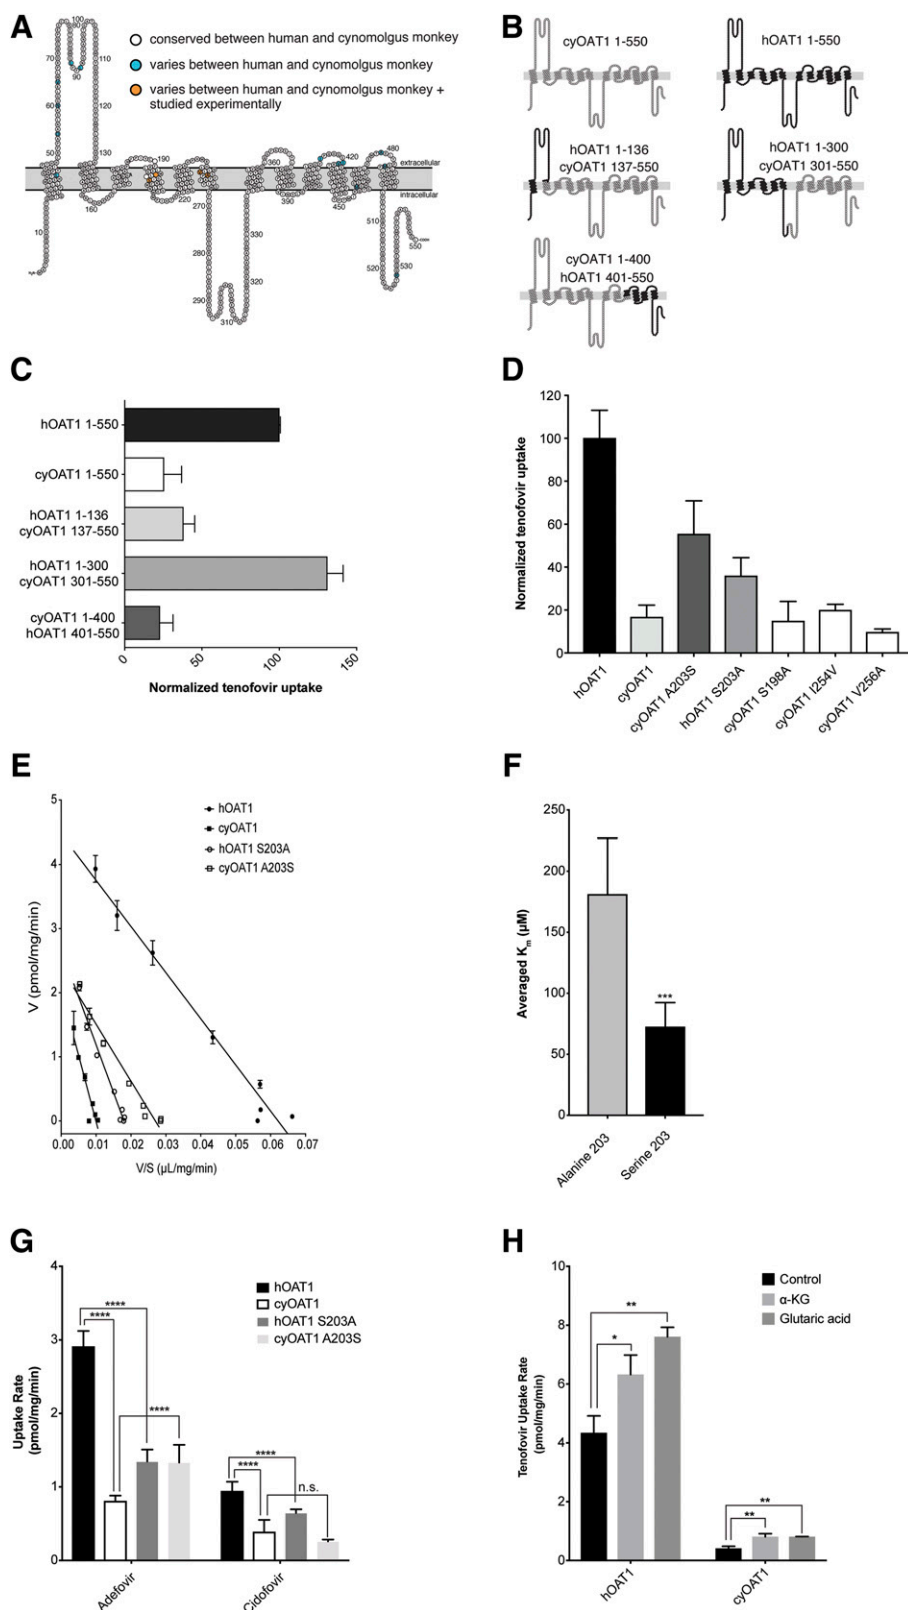 A
conserved between human and cynomolgus monkey
varies between human and cynomolgus monkey
varies between human and cynomolgus monkey +
studied experimentally
100
80
70
90
110
60
120
50
130
190
360
420
480
extracellular
intracellular
160
220
270
390
450
510
10
330
550
290
320
520
530
310
B
cyOAT1 1-550
hOAT1 1-550
hOAT1 1-136
cyOAT1 137-550
hOAT1 1-300
cyOAT1 301-550
cyOAT1 1-400
hOAT1 401-550
C
hOAT1 1-550
cyOAT1 1-550
hOAT1 1-136
cyOAT1 137-550
hOAT1 1-300
cyOAT1 301-550
cyOAT1 1-400
hOAT1 401-550
0
50
100
150
Normalized tenofovir uptake
D
Normalized tenofovir uptake
120
100
80
60
40
20
0
hOAT1
cyOAT1
cyOAT1 A203S
hOAT1 S203A
cyOAT1 S198A
cyOAT1 I254V
cyOAT1 V256A
E
V (pmol/mg/min)
5
4
3
2
1
0
hOAT1
cyOAT1
hOAT1 S203A
cyOAT1 A203S
0.00
0.01
0.02
0.03
0.04
0.05
0.06
0.07
V/S (µL/mg/min)
F
Averaged Km (µM)
250
200
150
100
50
0
***
Alanine 203
Serine 203
G
Uptake Rate
(pmol/mg/min)
4
3
2
1
0
hOAT1
cyOAT1
hOAT1 S203A
cyOAT1 A203S
****
****
****
****
****
n.s.
Adefovir
Cidofovir
H
Tenofovir Uptake Rate
(pmol/mg/min)
10
8
6
4
2
0
Control
α-KG
Glutaric acid
**
*
**
**
hOAT1
cyOAT1